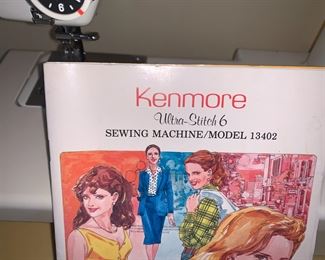 6
Kenmore
Ultra-Stitch 6
SEWING MACHINE/MODEL 13402